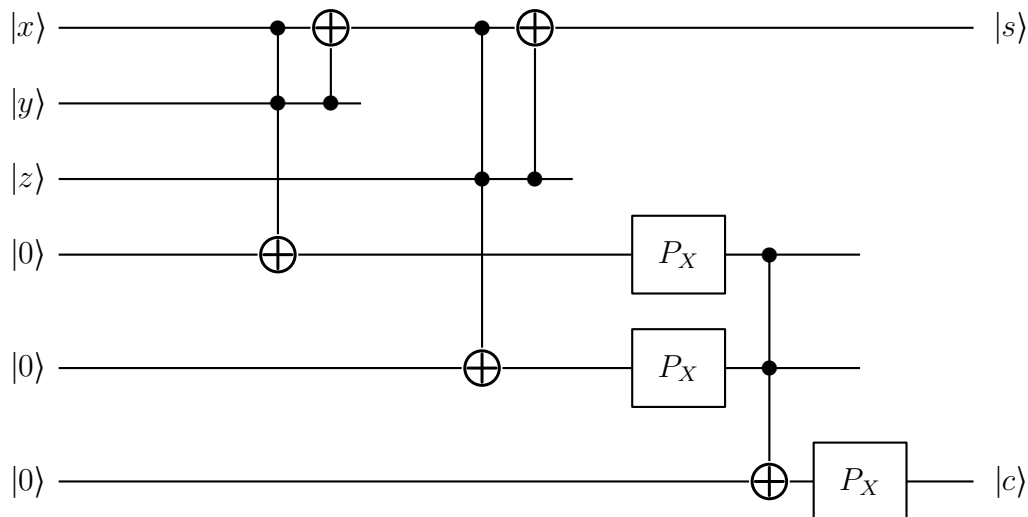 |x⟩ |s⟩
|y⟩
|z⟩
|0⟩ P_X
|0⟩ P_X
|0⟩ P_X |c⟩